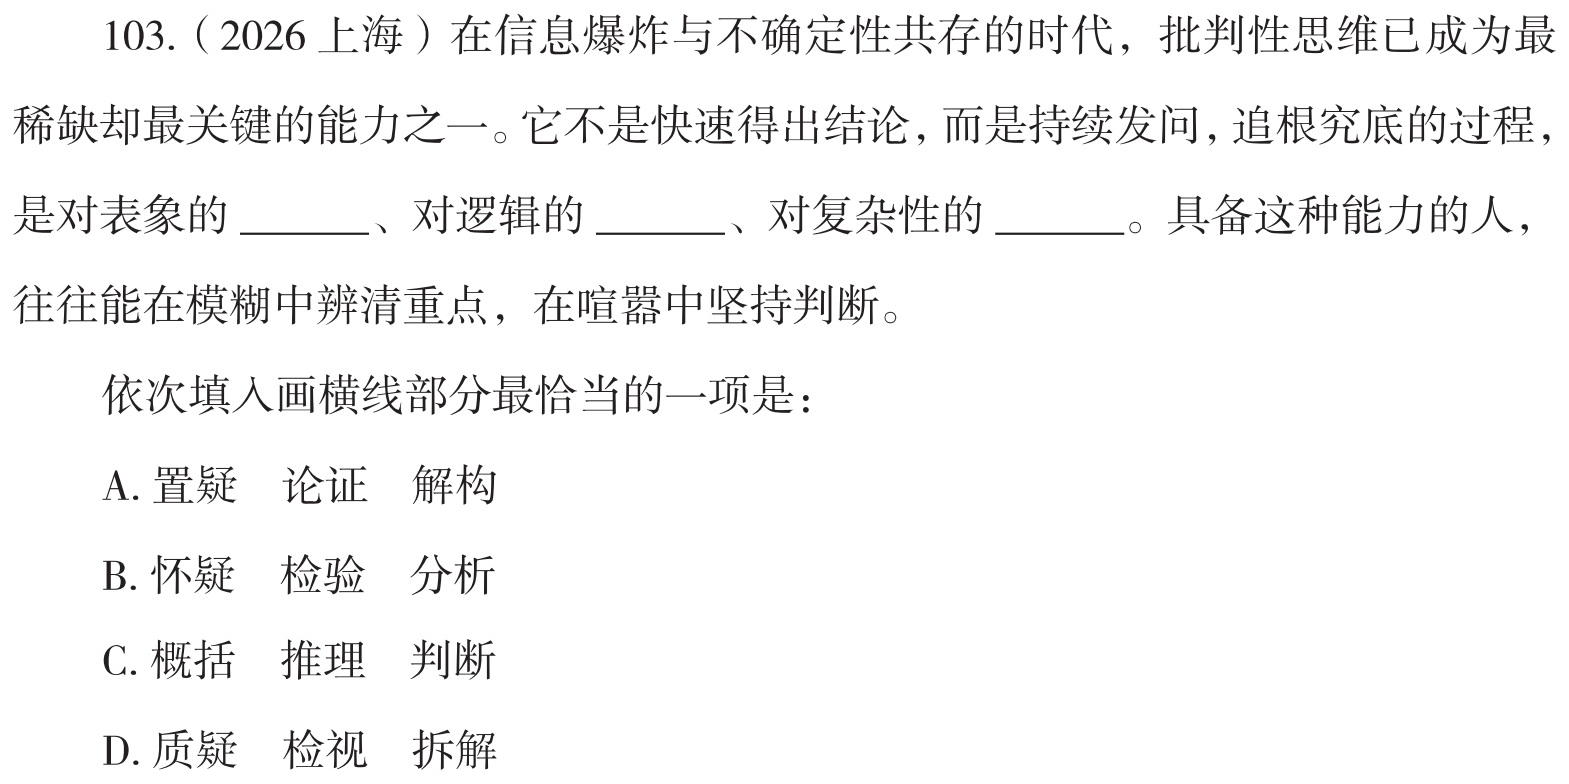 103.（2026 上海）在信息爆炸与不确定性共存的时代，批判性思维已成为最
稀缺却最关键的能力之一。它不是快速得出结论，而是持续发问，追根究底的过程，
是对表象的 ______、对逻辑的 ______、对复杂性的 ______。具备这种能力的人，
往往能在模糊中辨清重点，在喧嚣中坚持判断。
依次填入画横线部分最恰当的一项是：
A. 置疑　论证　解构
B. 怀疑　检验　分析
C. 概括　推理　判断
D. 质疑　检视　拆解